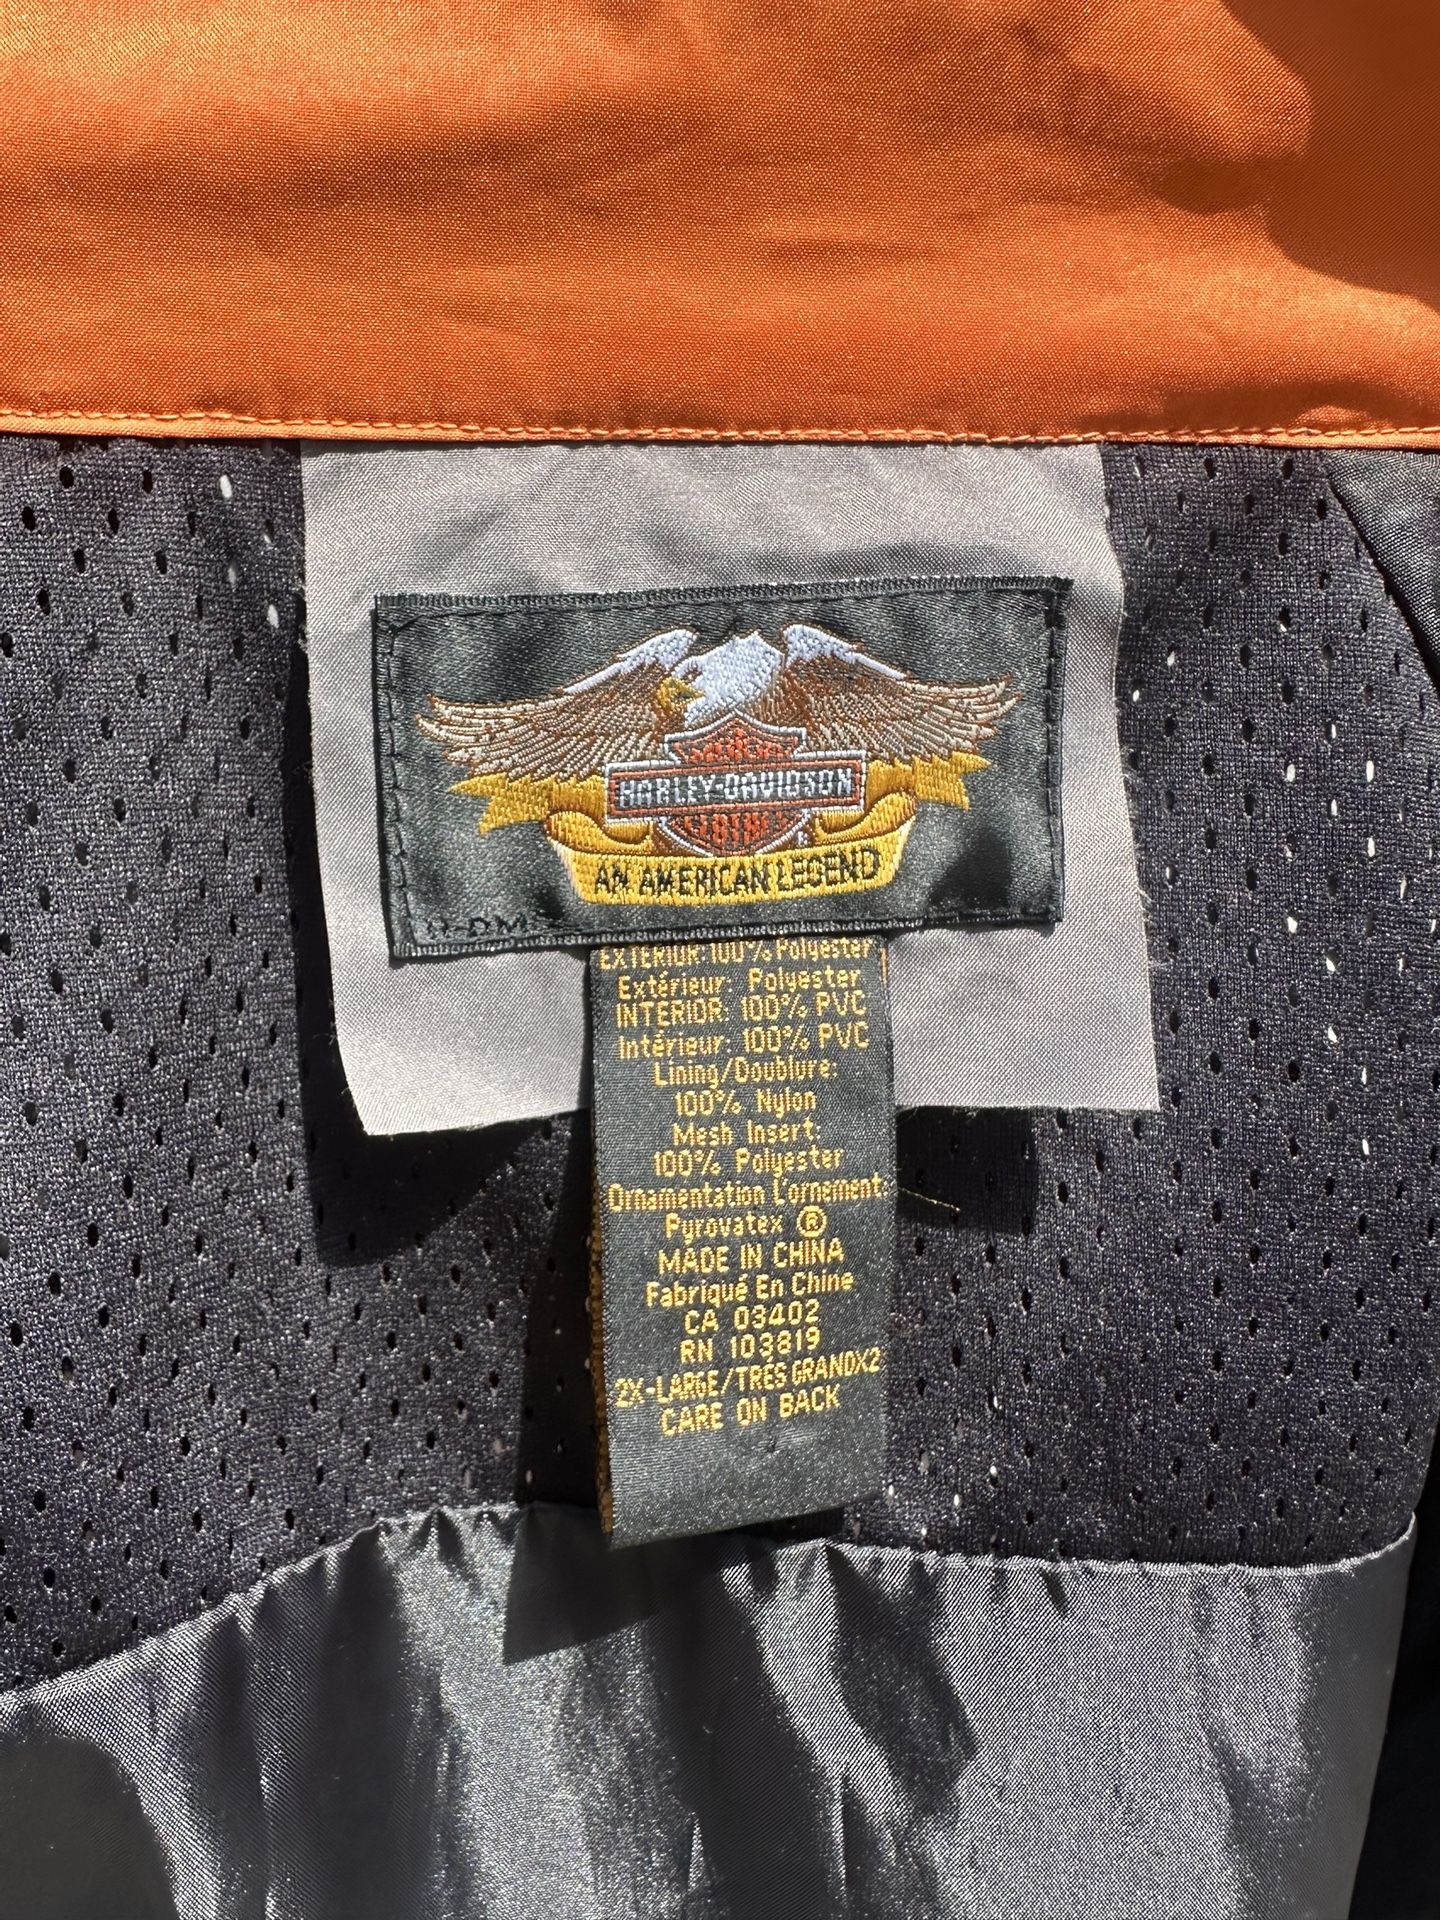 HARLEY-DAVIDSON
AN AMERICAN LEGEND
EXTERIOR: 100% Polyester
Extérieur: Polyester
INTERIOR: 100% PVC
Intérieur: 100% PVC
Lining/Doublure:
100% Nylon
Mesh Insert
100% Polyester
Ornamentation L'ornement:
Pyrovatex ®
MADE IN CHINA
Fabriqué En Chine
CA 03402
RN 103819
2X-LARGE/TRÉS GRANDX2
CARE ON BACK